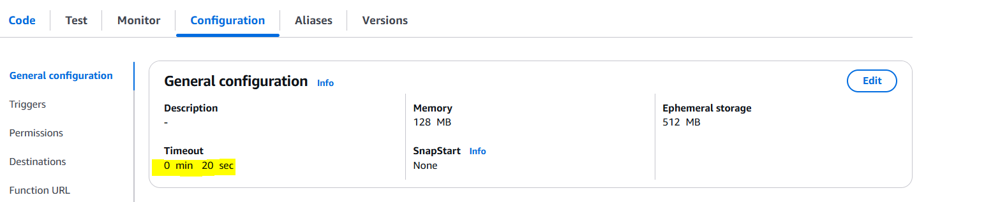 Code Test Monitor Configuration Aliases Versions
General configuration
Triggers
Permissions
Destinations
Function URL
General configuration Info
Edit
Description
-
Memory
128 MB
Ephemeral storage
512 MB
Timeout
0 min 20 sec
SnapStart Info
None